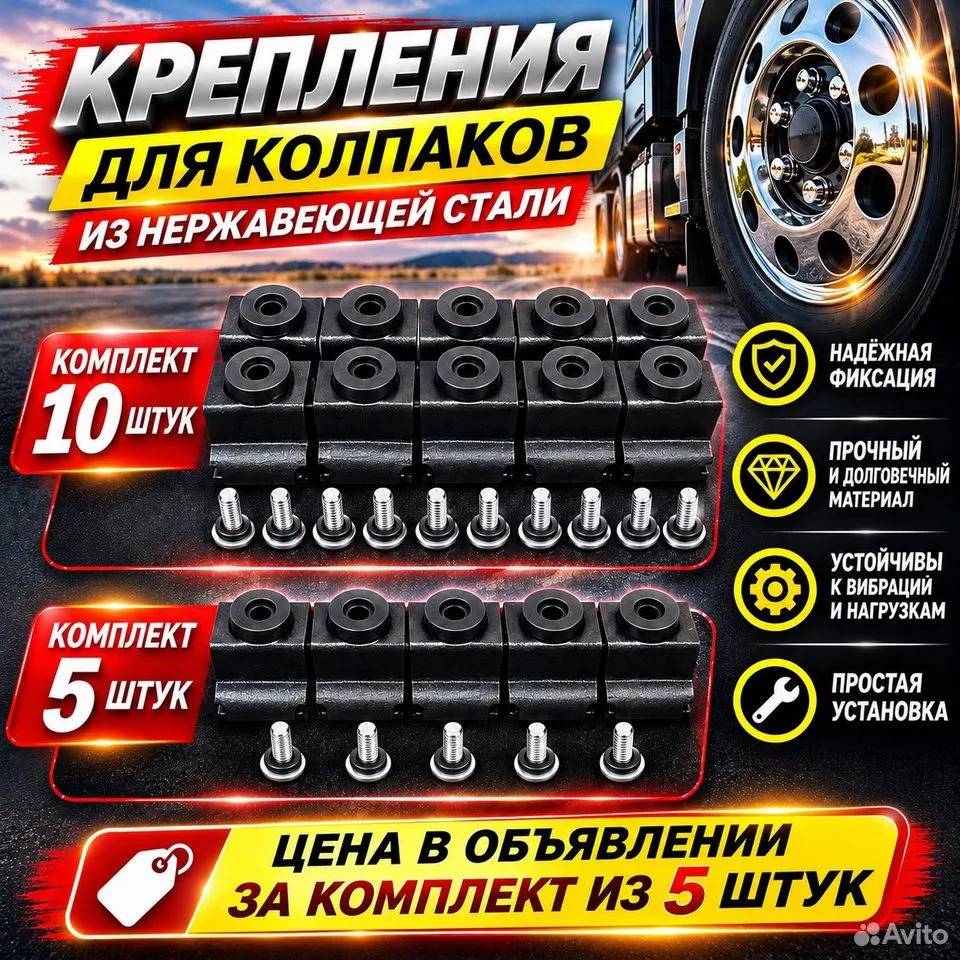 КРЕПЛЕНИЯ
ДЛЯ КОЛПАКОВ
ИЗ НЕРЖАВЕЮЩЕЙ СТАЛИ
КОМПЛЕКТ
10 ШТУК
НАДЁЖНАЯ
ФИКСАЦИЯ
ПРОЧНЫЙ
И ДОЛГОВЕЧНЫЙ
МАТЕРИАЛ
УСТОЙЧИВЫ
К ВИБРАЦИЙ
И НАГРУЗКАМ
КОМПЛЕКТ
5 ШТУК
ПРОСТАЯ
УСТАНОВКА
ЦЕНА В ОБЪЯВЛЕНИИ
ЗА КОМПЛЕКТ ИЗ 5 ШТУК
Avito